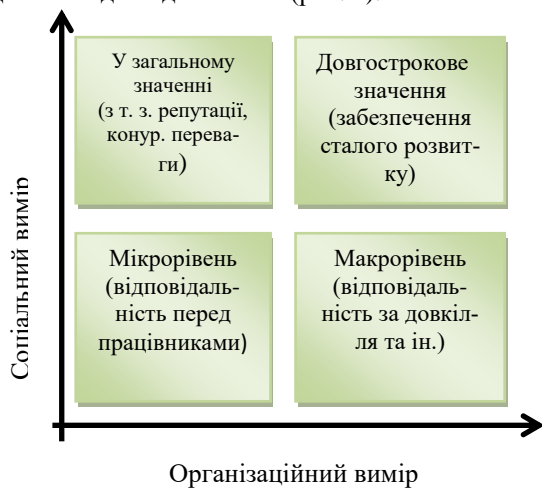 У загальному
значенні
(з т. з. репутації,
конур. перева-
ги)
Довгострокове
значення
(забезпечення
сталого розвит-
ку)
Мікрорівень
(відповідаль-
ність перед
працівниками)
Макрорівень
(відповідаль-
ність за довкіл-
ля та ін.)
Соціальний вимір
Організаційний вимір